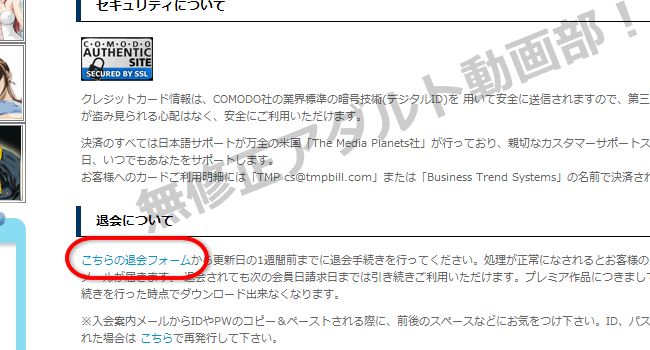 セキュリティについて
COMODO
AUTHENTIC
SITE
SECURED BY SSL
クレジットカード情報は、COMODO社の業界標準の暗号技術(デジタルID)を 用いて安全に送信されますので、第三
が盗み見られる心配はなく、安全にご利用いただけます。
決済のすべては日本語サポートが万全の米国「The Media Planets社」が行っており、親切なカスタマーサポートス
日、いつでもあなたをサポートします。
お客様へのカードご利用明細には「TMP cs@tmpbill.com」または「Business Trend Systems」の名前で決済され
無修正アダルト動画部！
退会について
こちらの退会フォームから更新日の1週間前までに退会手続きを行ってください。処理が正常になされるとお客様の
メールが届きます。 退会されても次の会員日請求日までは引き続きご利用いただけます。プレミア作品につきまして
続きを行った時点でダウンロード出来なくなります。
※入会案内メールからIDやPWのコピー＆ペーストされる際に、前後のスペースなどにお気をつけ下さい。ID、パス
れた場合は こちらで再発行して下さい。